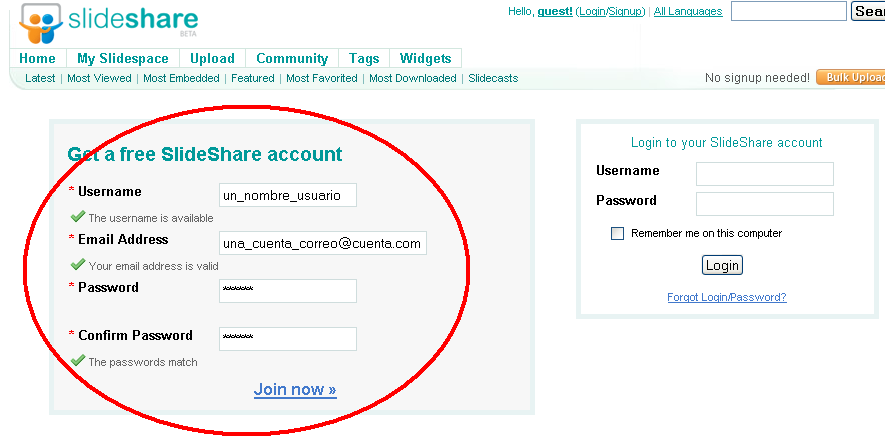 slideshare
BETA
Hello, guest! (Login/Signup) | All Languages
Home My Slidespace Upload Community Tags Widgets
Latest | Most Viewed | Most Embedded | Featured | Most Favorited | Most Downloaded | Slidecasts
No signup needed!
Get a free SlideShare account
* Username un_nombre_usuario
The username is available
* Email Address una_cuenta_correo@cuenta.com
Your email address is valid
* Password ******
* Confirm Password ******
The passwords match
Join now »
Login to your SlideShare account
Username
Password
Remember me on this computer
Login
Forgot Login/Password?